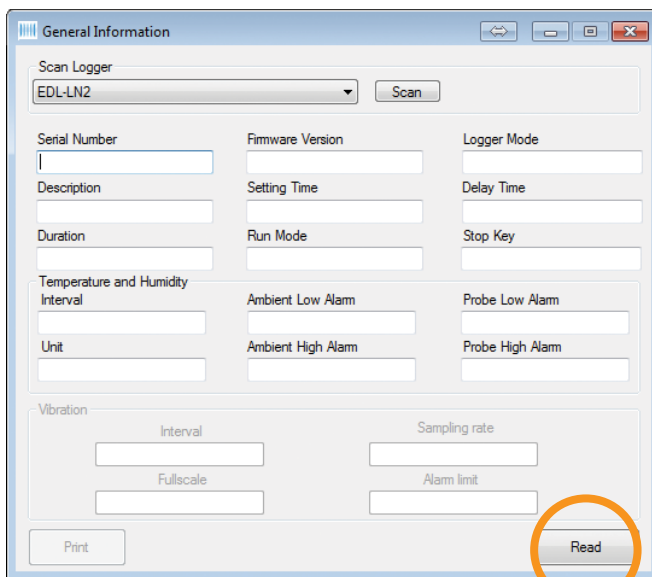 General Information
Scan Logger
EDL-LN2 Scan
Serial Number Firmware Version Logger Mode
Description Setting Time Delay Time
Duration Run Mode Stop Key
Temperature and Humidity
Interval Ambient Low Alarm Probe Low Alarm
Unit Ambient High Alarm Probe High Alarm
Vibration
Interval Sampling rate
Fullscale Alarm limit
Print Read